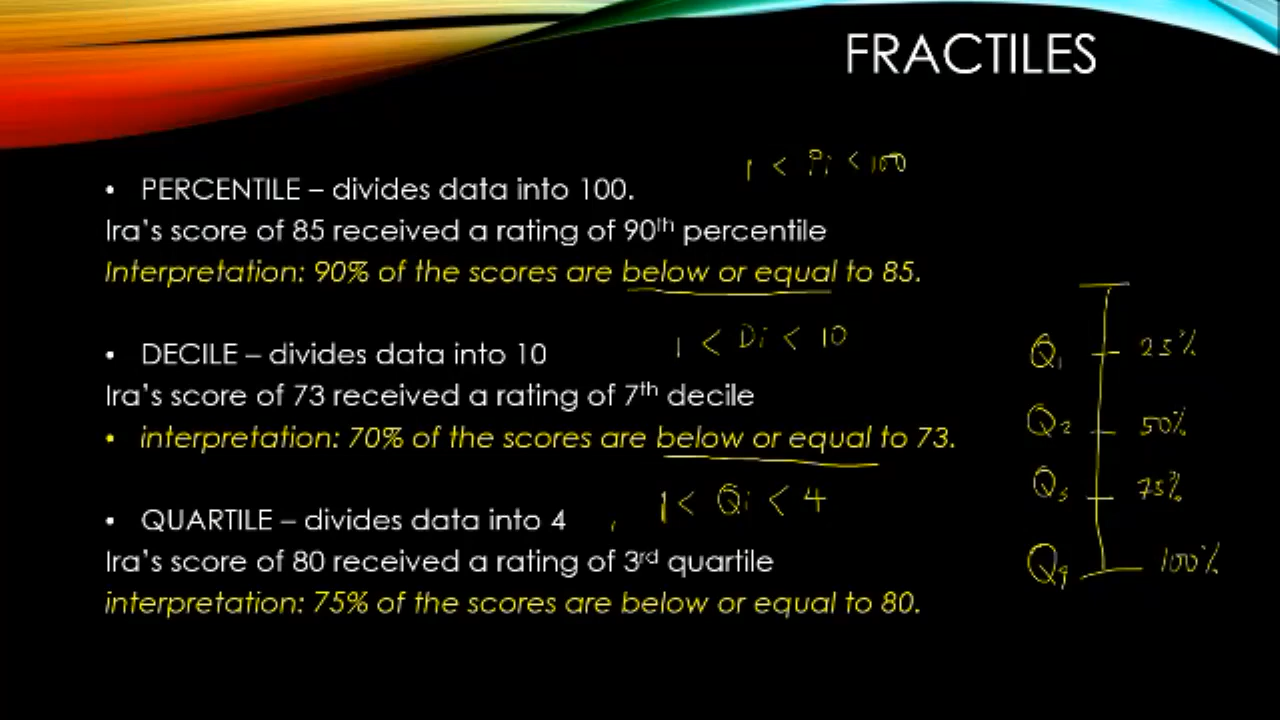 FRACTILES
1 < Pi < 100
• PERCENTILE – divides data into 100.
Ira's score of 85 received a rating of 90th percentile
Interpretation: 90% of the scores are below or equal to 85.
1 < Di < 10
• DECILE – divides data into 10
Ira's score of 73 received a rating of 7th decile
• interpretation: 70% of the scores are below or equal to 73.
1 < Qi < 4
• QUARTILE – divides data into 4
Ira's score of 80 received a rating of 3rd quartile
interpretation: 75% of the scores are below or equal to 80.
Q1 25%
Q2 50%
Q3 75%
Q4 100%